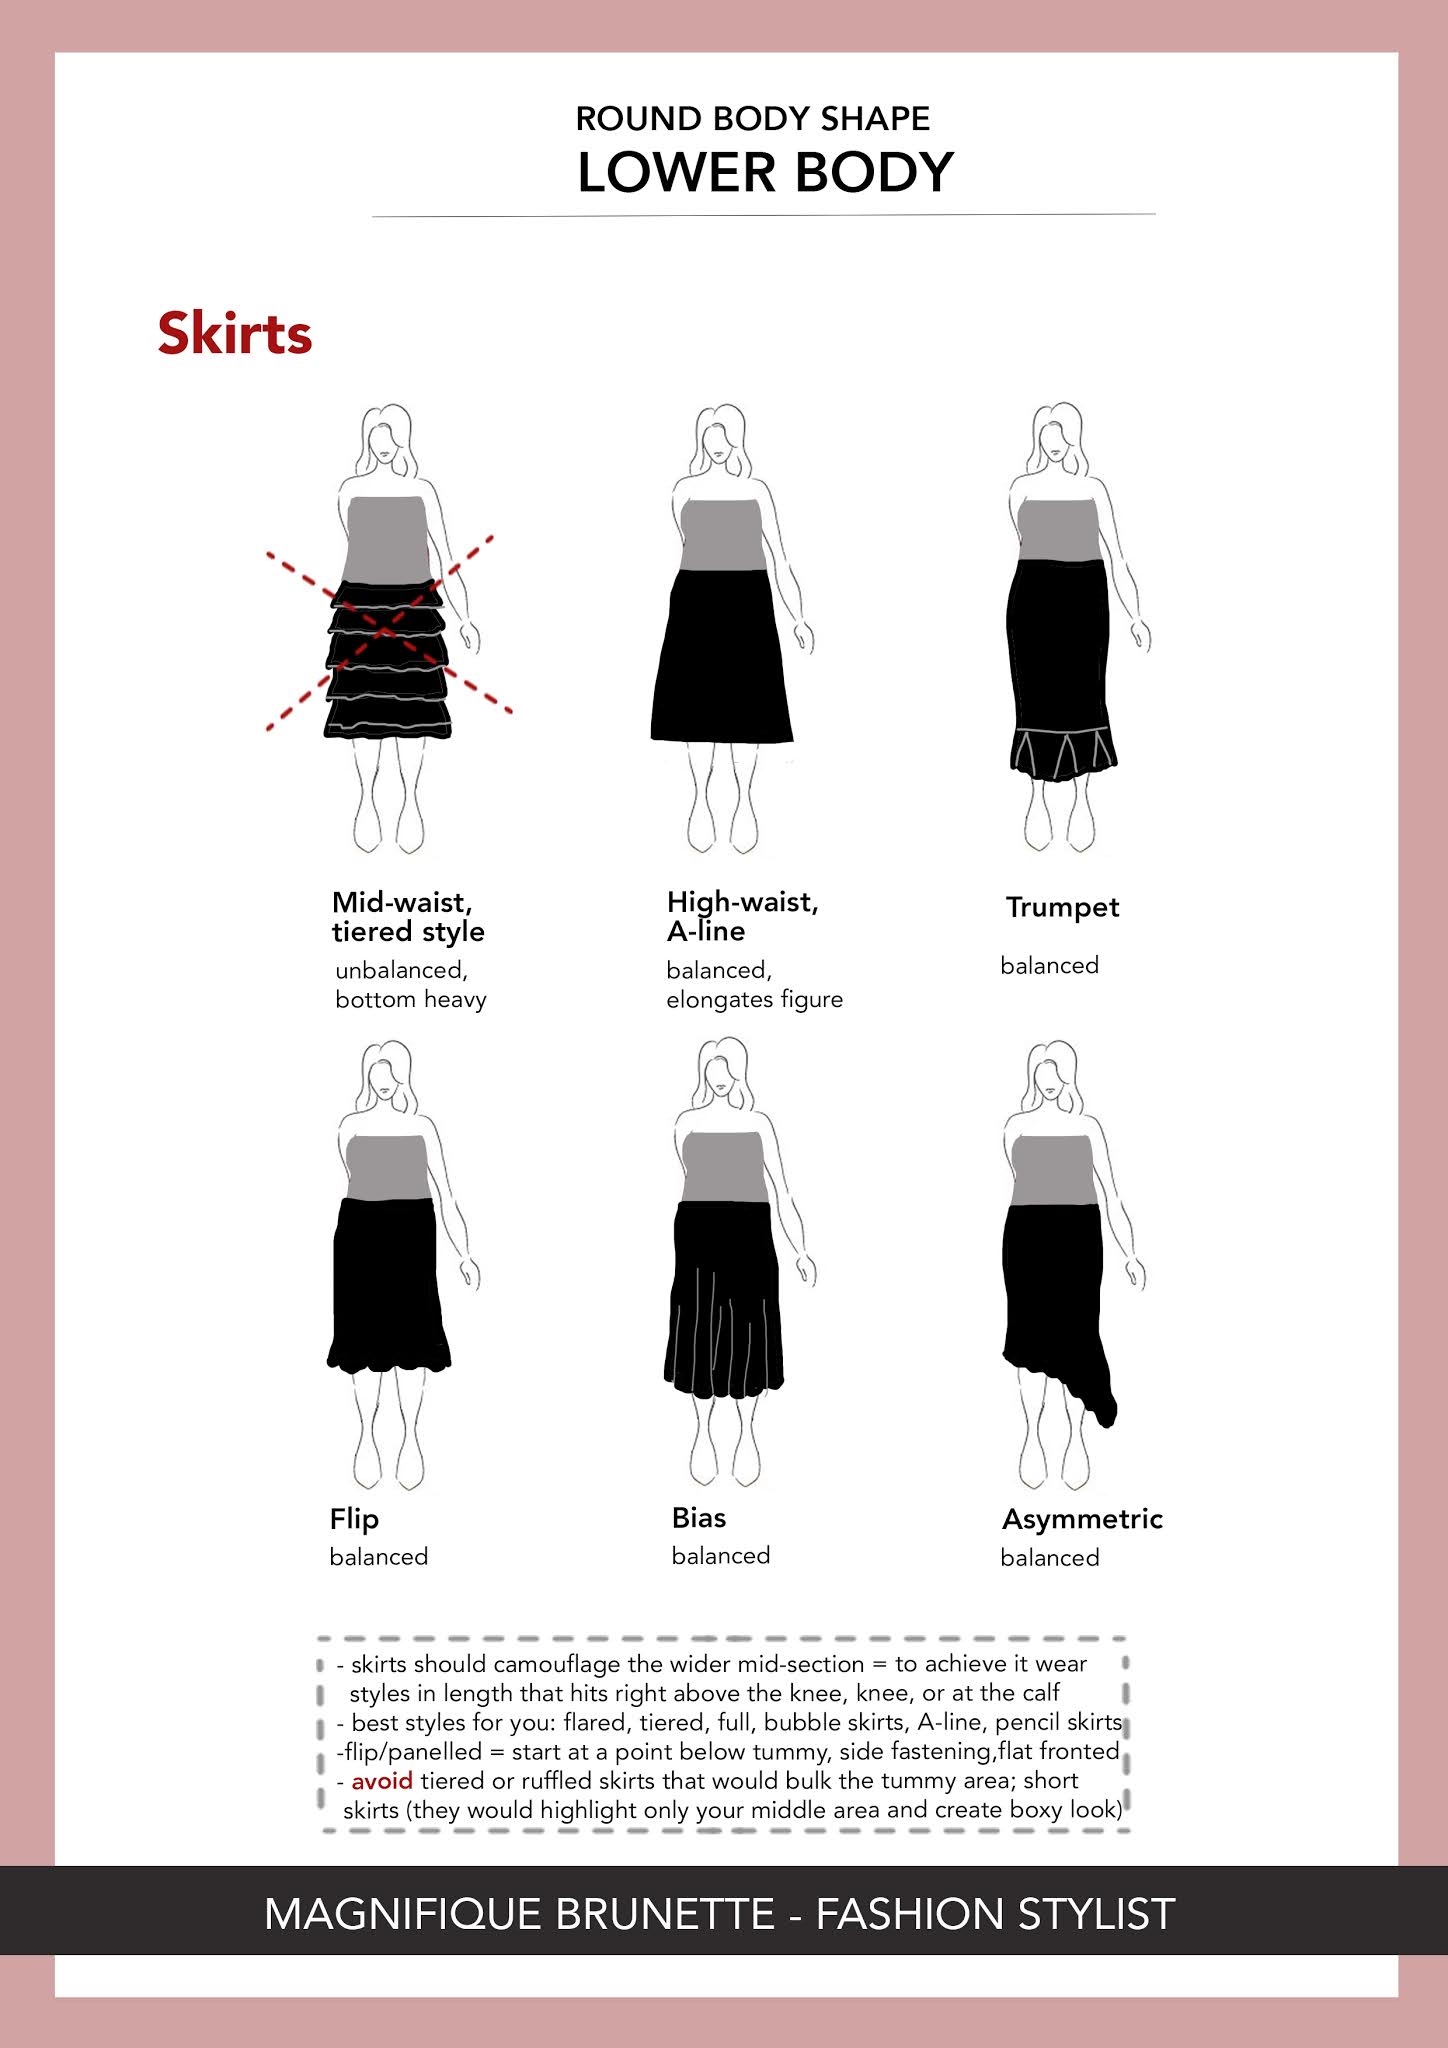 ROUND BODY SHAPE
LOWER BODY
Skirts
Mid-waist,
tiered style
unbalanced,
bottom heavy
High-waist,
A-line
balanced,
elongates figure
Trumpet
balanced
Flip
balanced
Bias
balanced
Asymmetric
balanced
- skirts should camouflage the wider mid-section = to achieve it wear
styles in length that hits right above the knee, knee, or at the calf
- best styles for you: flared, tiered, full, bubble skirts, A-line, pencil skirts
-flip/panelled = start at a point below tummy, side fastening,flat fronted
- avoid tiered or ruffled skirts that would bulk the tummy area; short
skirts (they would highlight only your middle area and create boxy look)
MAGNIFIQUE BRUNETTE - FASHION STYLIST